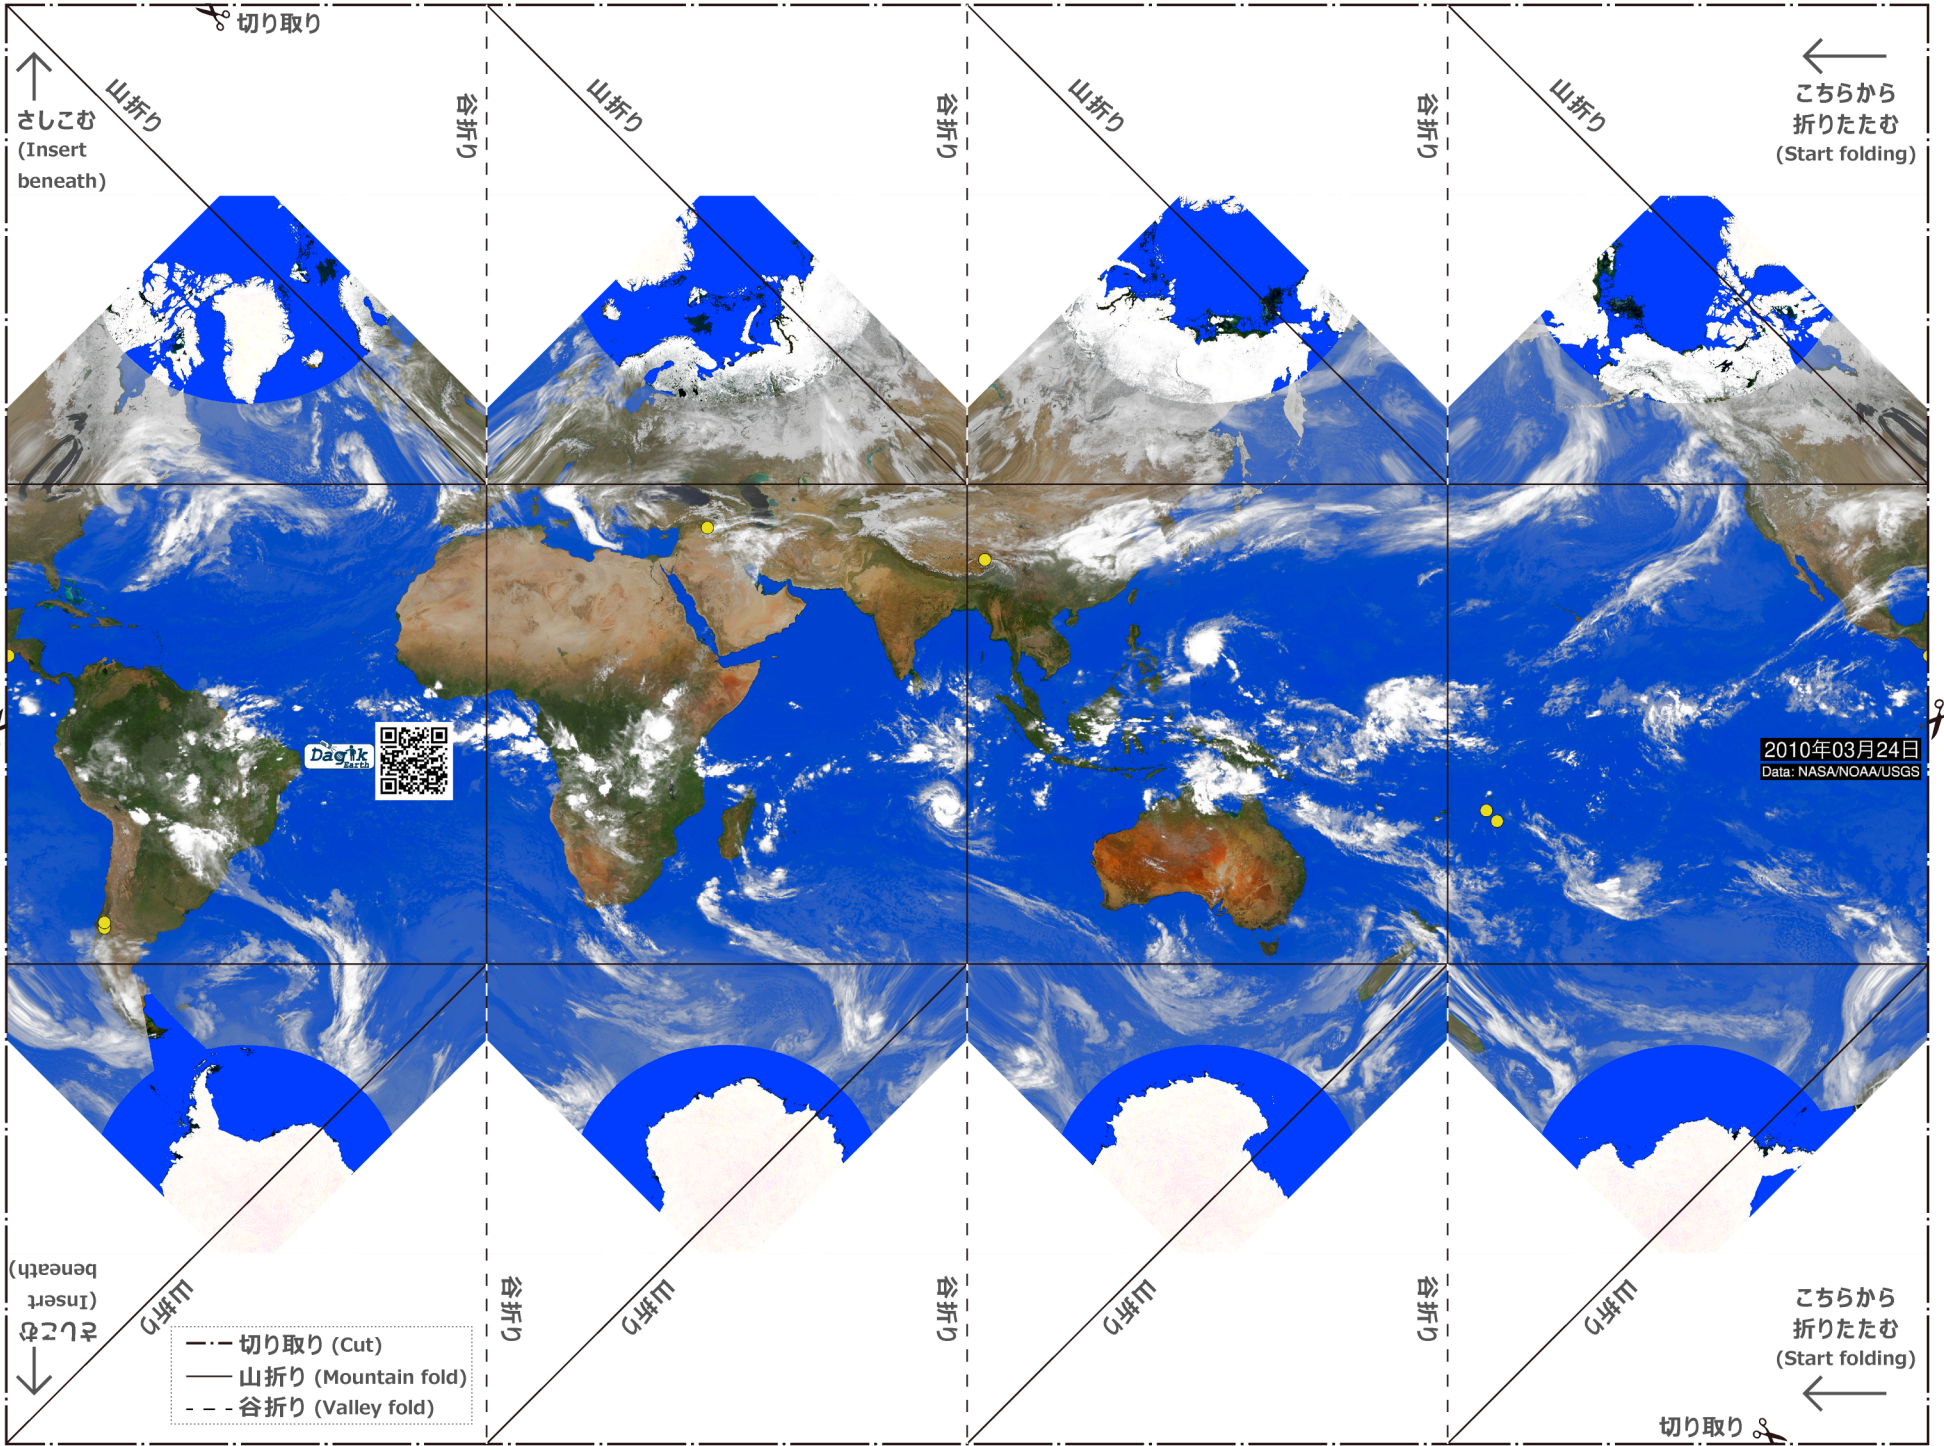 切り取り
さしこむ
(Insert
beneath)
山折り
谷折り
山折り
谷折り
山折り
谷折り
山折り
こちらから
折りたたむ
(Start folding)
Dagik
Earth
2010年03月24日
Data: NASA/NOAA/USGS
さしこむ
(Insert
beneath)
山折り
谷折り
山折り
谷折り
山折り
谷折り
山折り
こちらから
折りたたむ
(Start folding)
切り取り (Cut)
山折り (Mountain fold)
谷折り (Valley fold)
切り取り